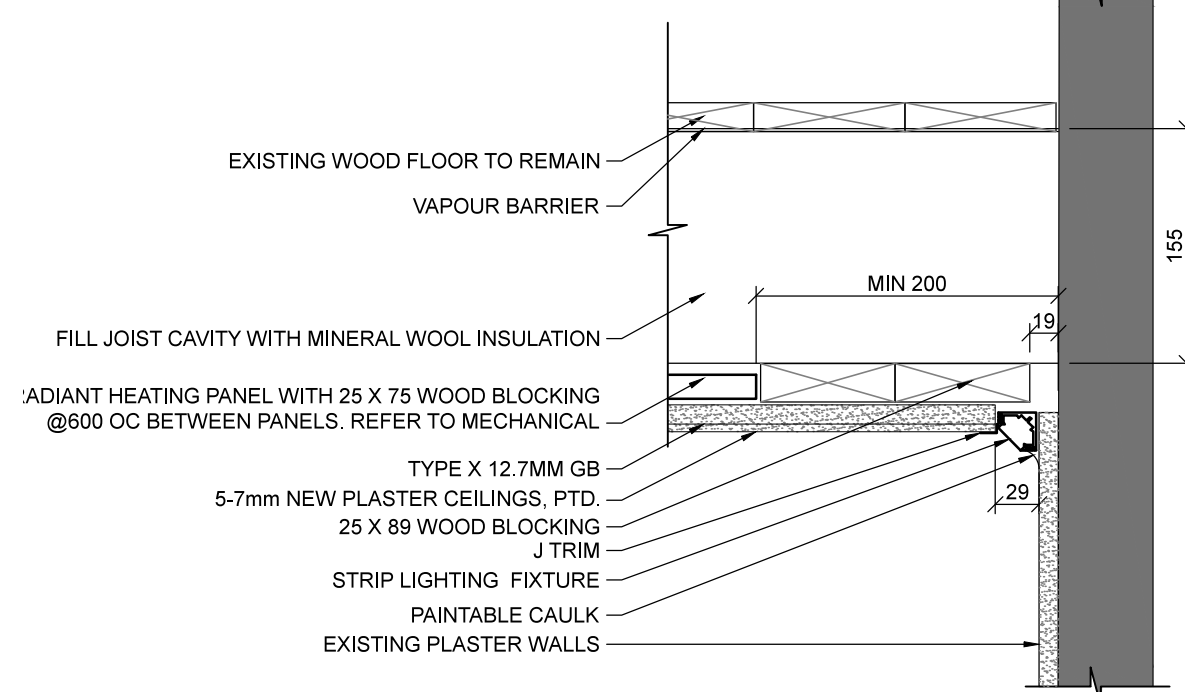 EXISTING WOOD FLOOR TO REMAIN
VAPOUR BARRIER
155
MIN 200
19
FILL JOIST CAVITY WITH MINERAL WOOL INSULATION
ADIANT HEATING PANEL WITH 25 X 75 WOOD BLOCKING
@600 OC BETWEEN PANELS. REFER TO MECHANICAL
TYPE X 12.7MM GB
5-7mm NEW PLASTER CEILINGS, PTD.
29
25 X 89 WOOD BLOCKING
J TRIM
STRIP LIGHTING FIXTURE
PAINTABLE CAULK
EXISTING PLASTER WALLS